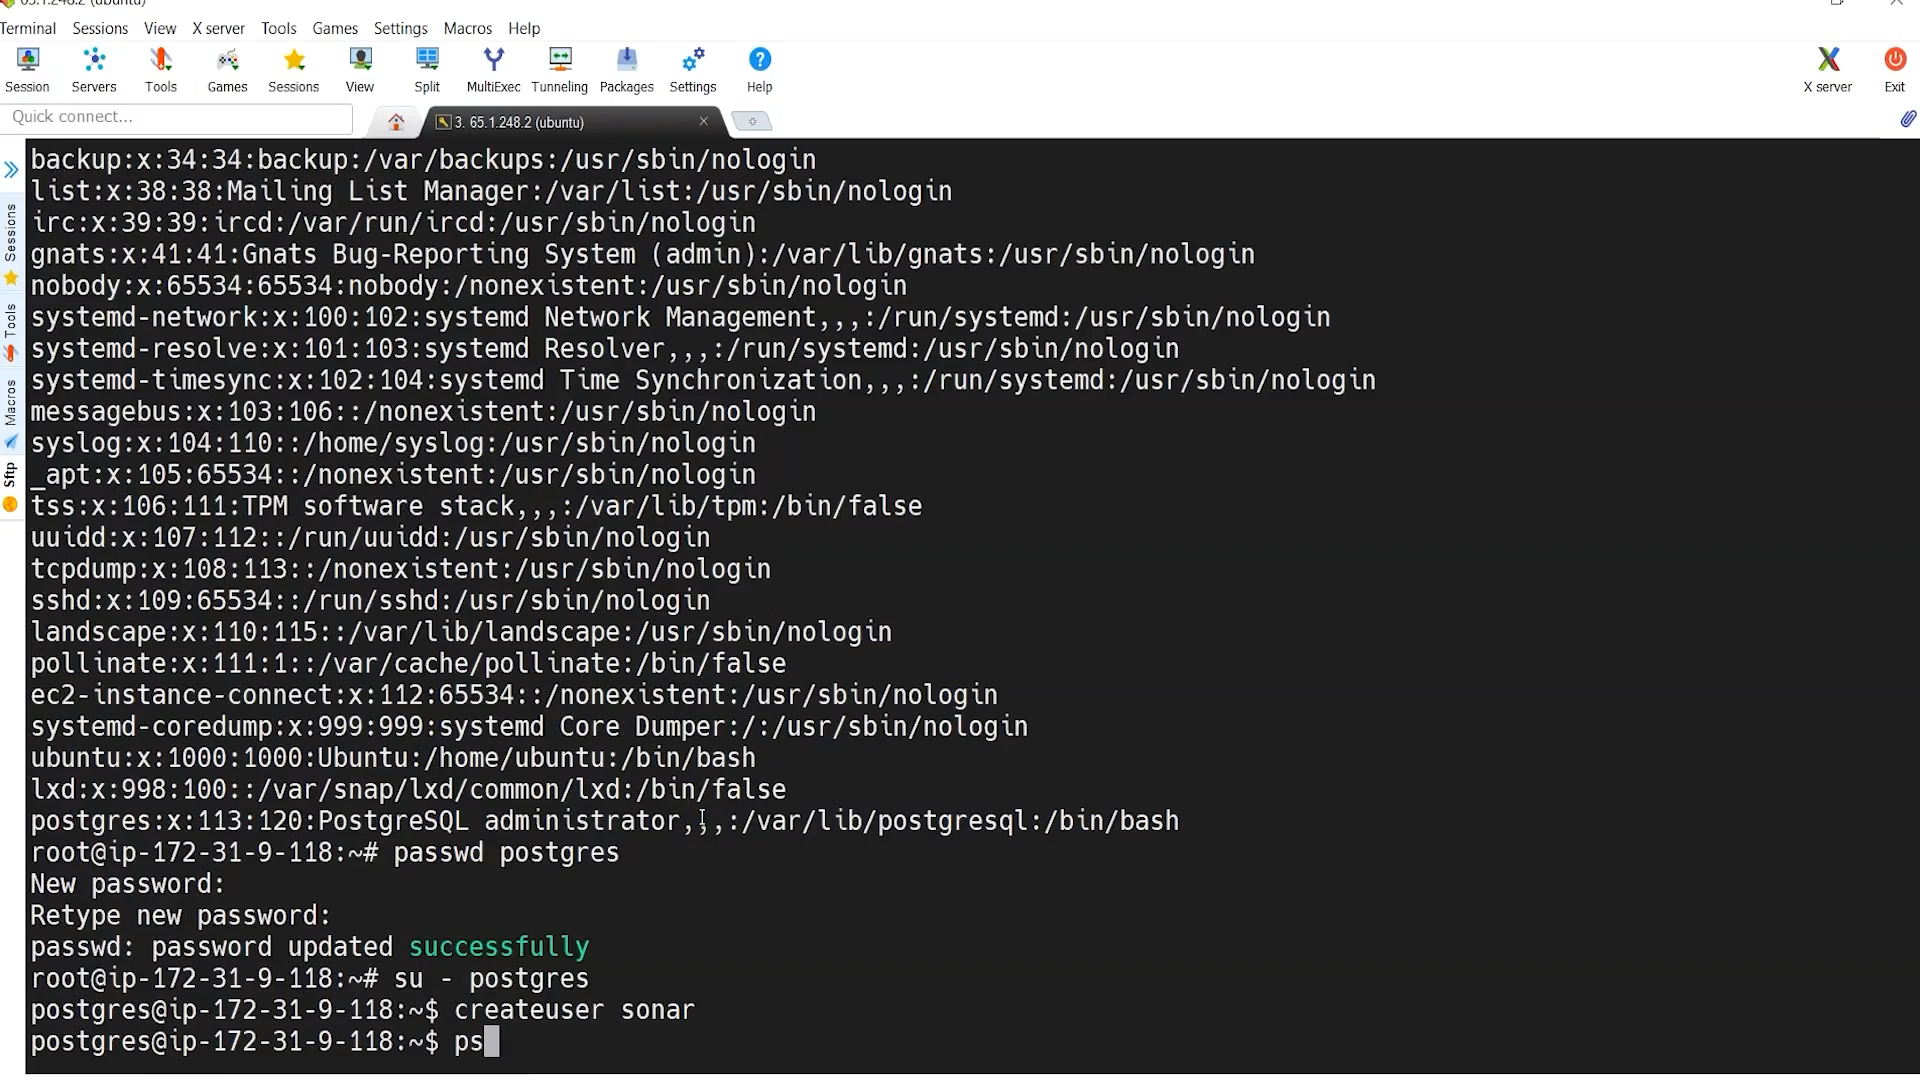 65.1.248.2 (ubuntu)
Terminal Sessions View X server Tools Games Settings Macros Help
Session Servers Tools Games Sessions View Split MultiExec Tunneling Packages Settings Help X server Exit
Quick connect...
3. 65.1.248.2 (ubuntu)
Sessions
Tools
Macros
Sftp
backup:x:34:34:backup:/var/backups:/usr/sbin/nologin
list:x:38:38:Mailing List Manager:/var/list:/usr/sbin/nologin
irc:x:39:39:ircd:/var/run/ircd:/usr/sbin/nologin
gnats:x:41:41:Gnats Bug-Reporting System (admin):/var/lib/gnats:/usr/sbin/nologin
nobody:x:65534:65534:nobody:/nonexistent:/usr/sbin/nologin
systemd-network:x:100:102:systemd Network Management,,,:/run/systemd:/usr/sbin/nologin
systemd-resolve:x:101:103:systemd Resolver,,,:/run/systemd:/usr/sbin/nologin
systemd-timesync:x:102:104:systemd Time Synchronization,,,:/run/systemd:/usr/sbin/nologin
messagebus:x:103:106::/nonexistent:/usr/sbin/nologin
syslog:x:104:110::/home/syslog:/usr/sbin/nologin
_apt:x:105:65534::/nonexistent:/usr/sbin/nologin
tss:x:106:111:TPM software stack,,,:/var/lib/tpm:/bin/false
uuidd:x:107:112::/run/uuidd:/usr/sbin/nologin
tcpdump:x:108:113::/nonexistent:/usr/sbin/nologin
sshd:x:109:65534::/run/sshd:/usr/sbin/nologin
landscape:x:110:115::/var/lib/landscape:/usr/sbin/nologin
pollinate:x:111:1::/var/cache/pollinate:/bin/false
ec2-instance-connect:x:112:65534::/nonexistent:/usr/sbin/nologin
systemd-coredump:x:999:999:systemd Core Dumper:/:/usr/sbin/nologin
ubuntu:x:1000:1000:Ubuntu:/home/ubuntu:/bin/bash
lxd:x:998:100::/var/snap/lxd/common/lxd:/bin/false
postgres:x:113:120:PostgreSQL administrator,,,:/var/lib/postgresql:/bin/bash
root@ip-172-31-9-118:~# passwd postgres
New password:
Retype new password:
passwd: password updated successfully
root@ip-172-31-9-118:~# su - postgres
postgres@ip-172-31-9-118:~$ createuser sonar
postgres@ip-172-31-9-118:~$ ps